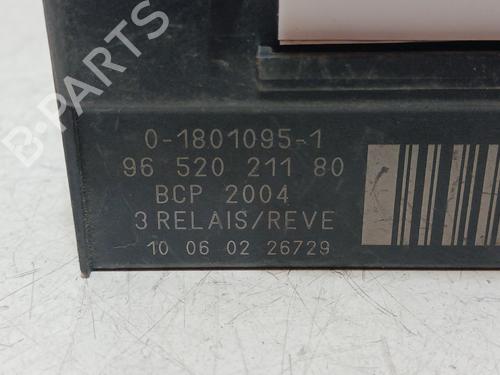 B-PARTS
0-1801095-1
96 520 211 80
BCP 2004
3 RELAIS/REVE
10 06 02 26729